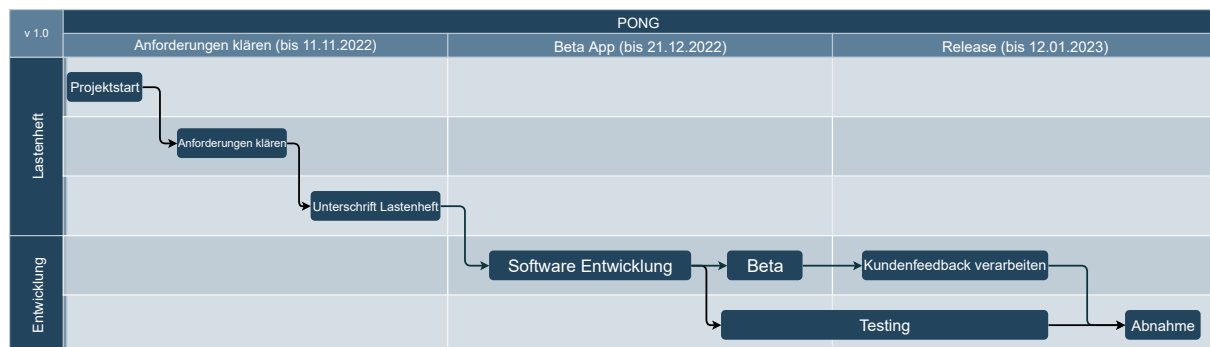 v 1.0
PONG
Anforderungen klären (bis 11.11.2022)
Beta App (bis 21.12.2022)
Release (bis 12.01.2023)
Lastenheft
Projektstart
Anforderungen klären
Unterschrift Lastenheft
Entwicklung
Software Entwicklung
Beta
Kundenfeedback verarbeiten
Testing
Abnahme